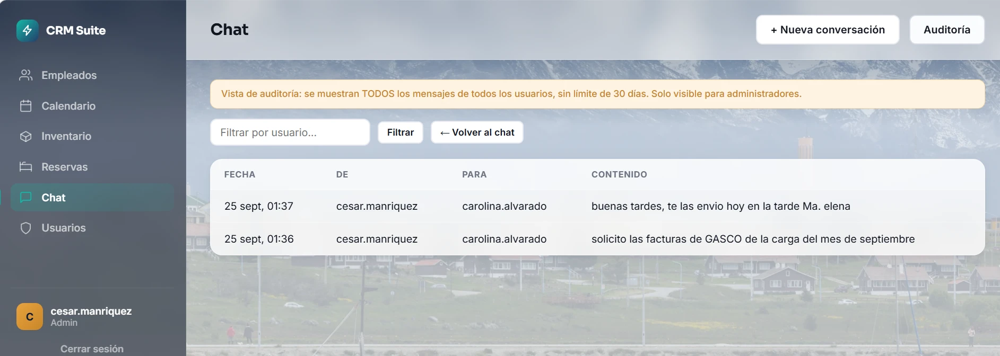 CRM Suite
Empleados
Calendario
Inventario
Reservas
Chat
Usuarios
C
cesar.manriquez
Admin
Cerrar sesión
Chat
+ Nueva conversación
Auditoría
Vista de auditoría: se muestran TODOS los mensajes de todos los usuarios, sin límite de 30 días. Solo visible para administradores.
Filtrar por usuario...
Filtrar
← Volver al chat
FECHA DE PARA CONTENIDO
25 sept, 01:37 cesar.manriquez carolina.alvarado buenas tardes, te las envio hoy en la tarde Ma. elena
25 sept, 01:36 cesar.manriquez carolina.alvarado solicito las facturas de GASCO de la carga del mes de septiembre